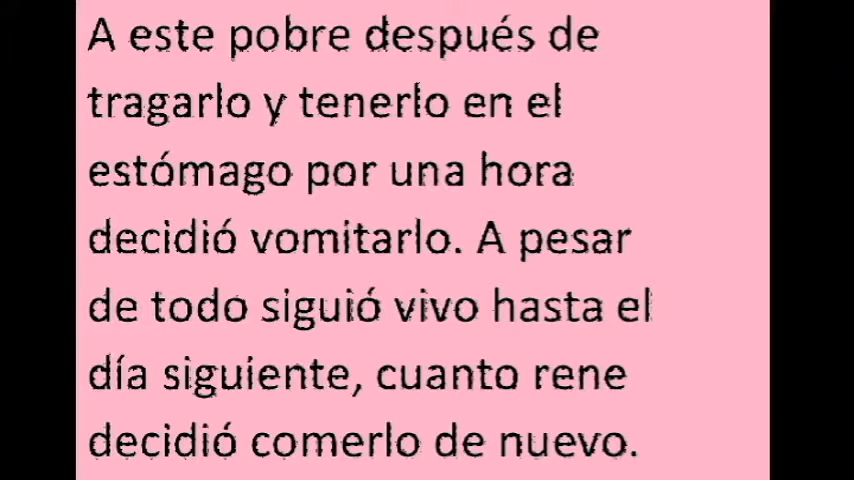 A este pobre después de
tragarlo y tenerlo en el
estómago por una hora
decidió vomitarlo. A pesar
de todo siguió vivo hasta el
día siguiente, cuanto rene
decidió comerlo de nuevo.